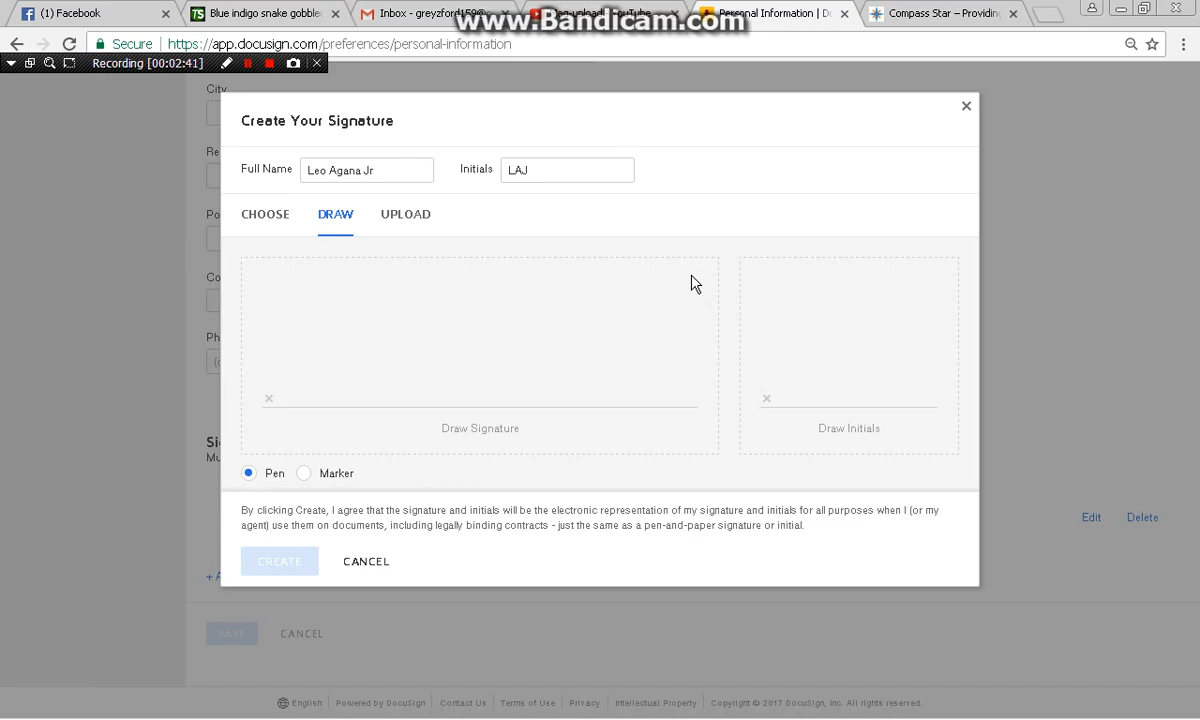 (1) Facebook
Blue indigo snake gobble
Inbox - greyzford159@
YouTube
Personal Information | Do
Compass Star – Providing
www.Bandicam.com
Secure
https://app.docusign.com/preferences/personal-information
Recording [00:02:41]
City
Create Your Signature
Full Name
Leo Agana Jr
Initials
LAJ
CHOOSE
DRAW
UPLOAD
Re
Po
Co
Ph
Draw Signature
Draw Initials
Pen
Marker
Si
Mu
By clicking Create, I agree that the signature and initials will be the electronic representation of my signature and initials for all purposes when I (or my
agent) use them on documents, including legally binding contracts - just the same as a pen-and-paper signature or initial.
Edit
Delete
CREATE
CANCEL
+ A
SAVE
CANCEL
English
Powered by DocuSign
Contact Us
Terms of Use
Privacy
Intellectual Property
Copyright © 2017 DocuSign, Inc. All rights reserved.